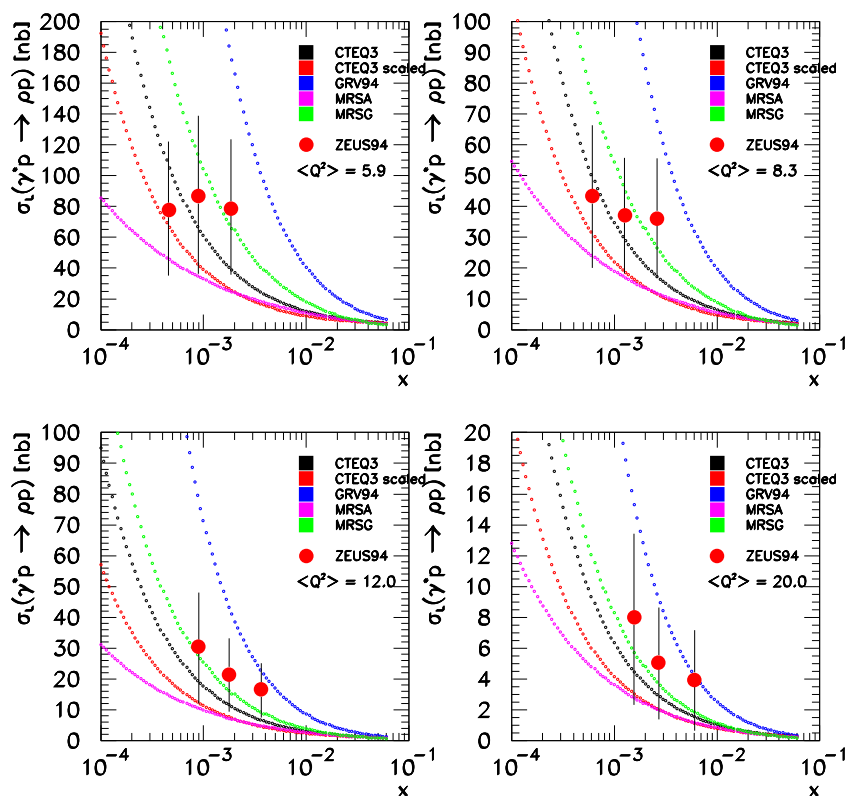 σL(γ*p → ρp) [nb]
200
180
160
140
120
100
80
60
40
20
0
CTEQ3
CTEQ3 scaled
GRV94
MRSA
MRSG
ZEUS94
<Q²> = 5.9
10⁻⁴ 10⁻³ 10⁻² 10⁻¹
x
σL(γ*p → ρp) [nb]
100
90
80
70
60
50
40
30
20
10
0
CTEQ3
CTEQ3 scaled
GRV94
MRSA
MRSG
ZEUS94
<Q²> = 8.3
10⁻⁴ 10⁻³ 10⁻² 10⁻¹
x
σL(γ*p → ρp) [nb]
100
90
80
70
60
50
40
30
20
10
0
CTEQ3
CTEQ3 scaled
GRV94
MRSA
MRSG
ZEUS94
<Q²> = 12.0
10⁻⁴ 10⁻³ 10⁻² 10⁻¹
x
σL(γ*p → ρp) [nb]
20
18
16
14
12
10
8
6
4
2
0
CTEQ3
CTEQ3 scaled
GRV94
MRSA
MRSG
ZEUS94
<Q²> = 20.0
10⁻⁴ 10⁻³ 10⁻² 10⁻¹
x